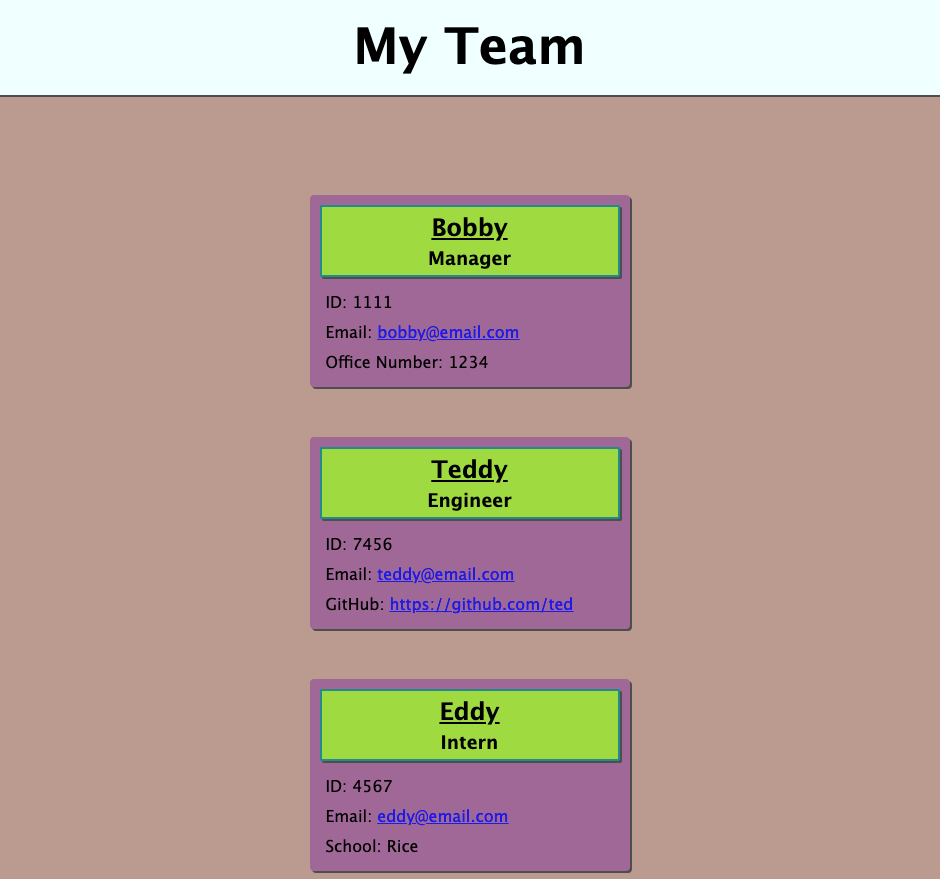 My Team
Bobby
Manager
ID: 1111
Email: bobby@email.com
Office Number: 1234
Teddy
Engineer
ID: 7456
Email: teddy@email.com
GitHub: https://github.com/ted
Eddy
Intern
ID: 4567
Email: eddy@email.com
School: Rice